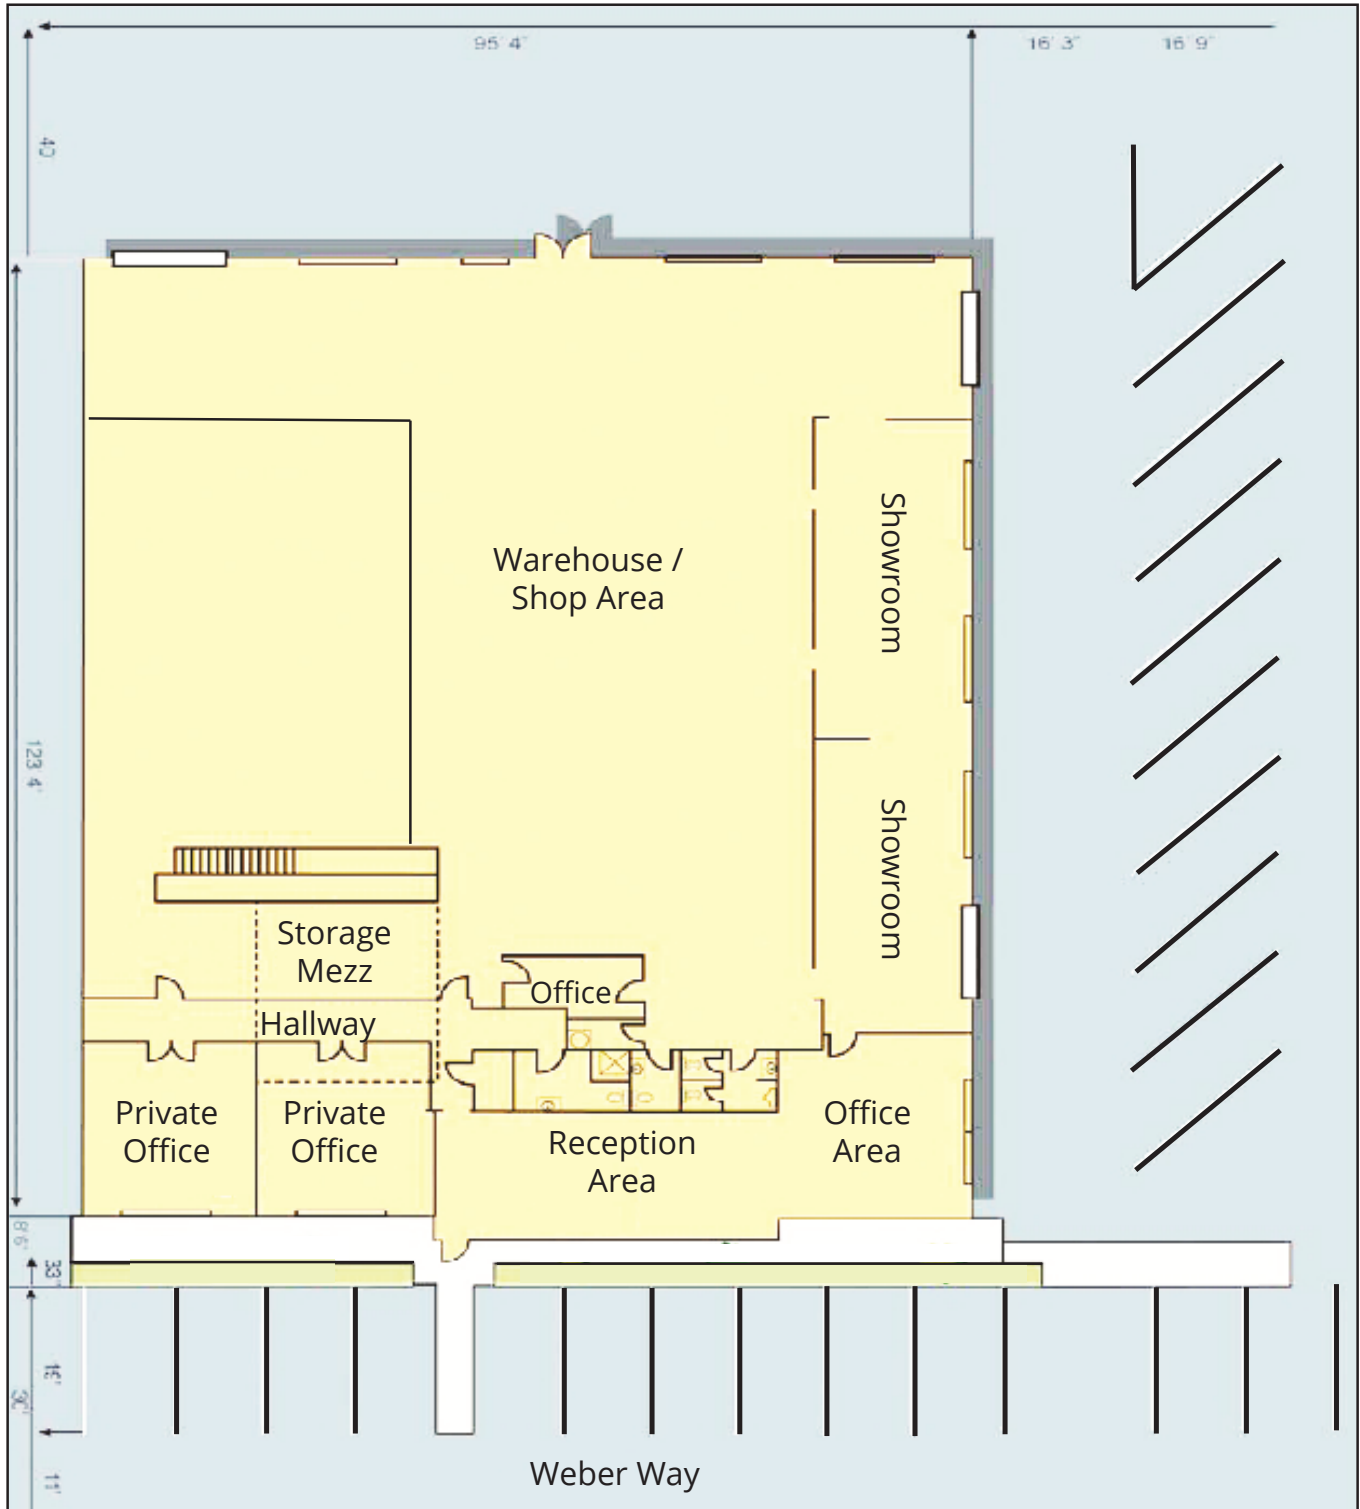 95' 4"
16' 3"
16' 9"
40'
Warehouse /
Shop Area
Showroom
123' 4"
Showroom
Storage
Mezz
Office
Hallway
Private
Office
Private
Office
Reception
Area
Office
Area
8'6"
33"
16'
30'
11'
Weber Way